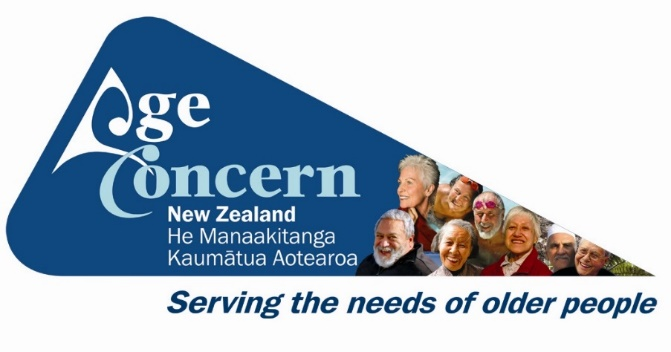 Age
Concern
New Zealand
He Manaakitanga
Kaumātua Aotearoa
Serving the needs of older people